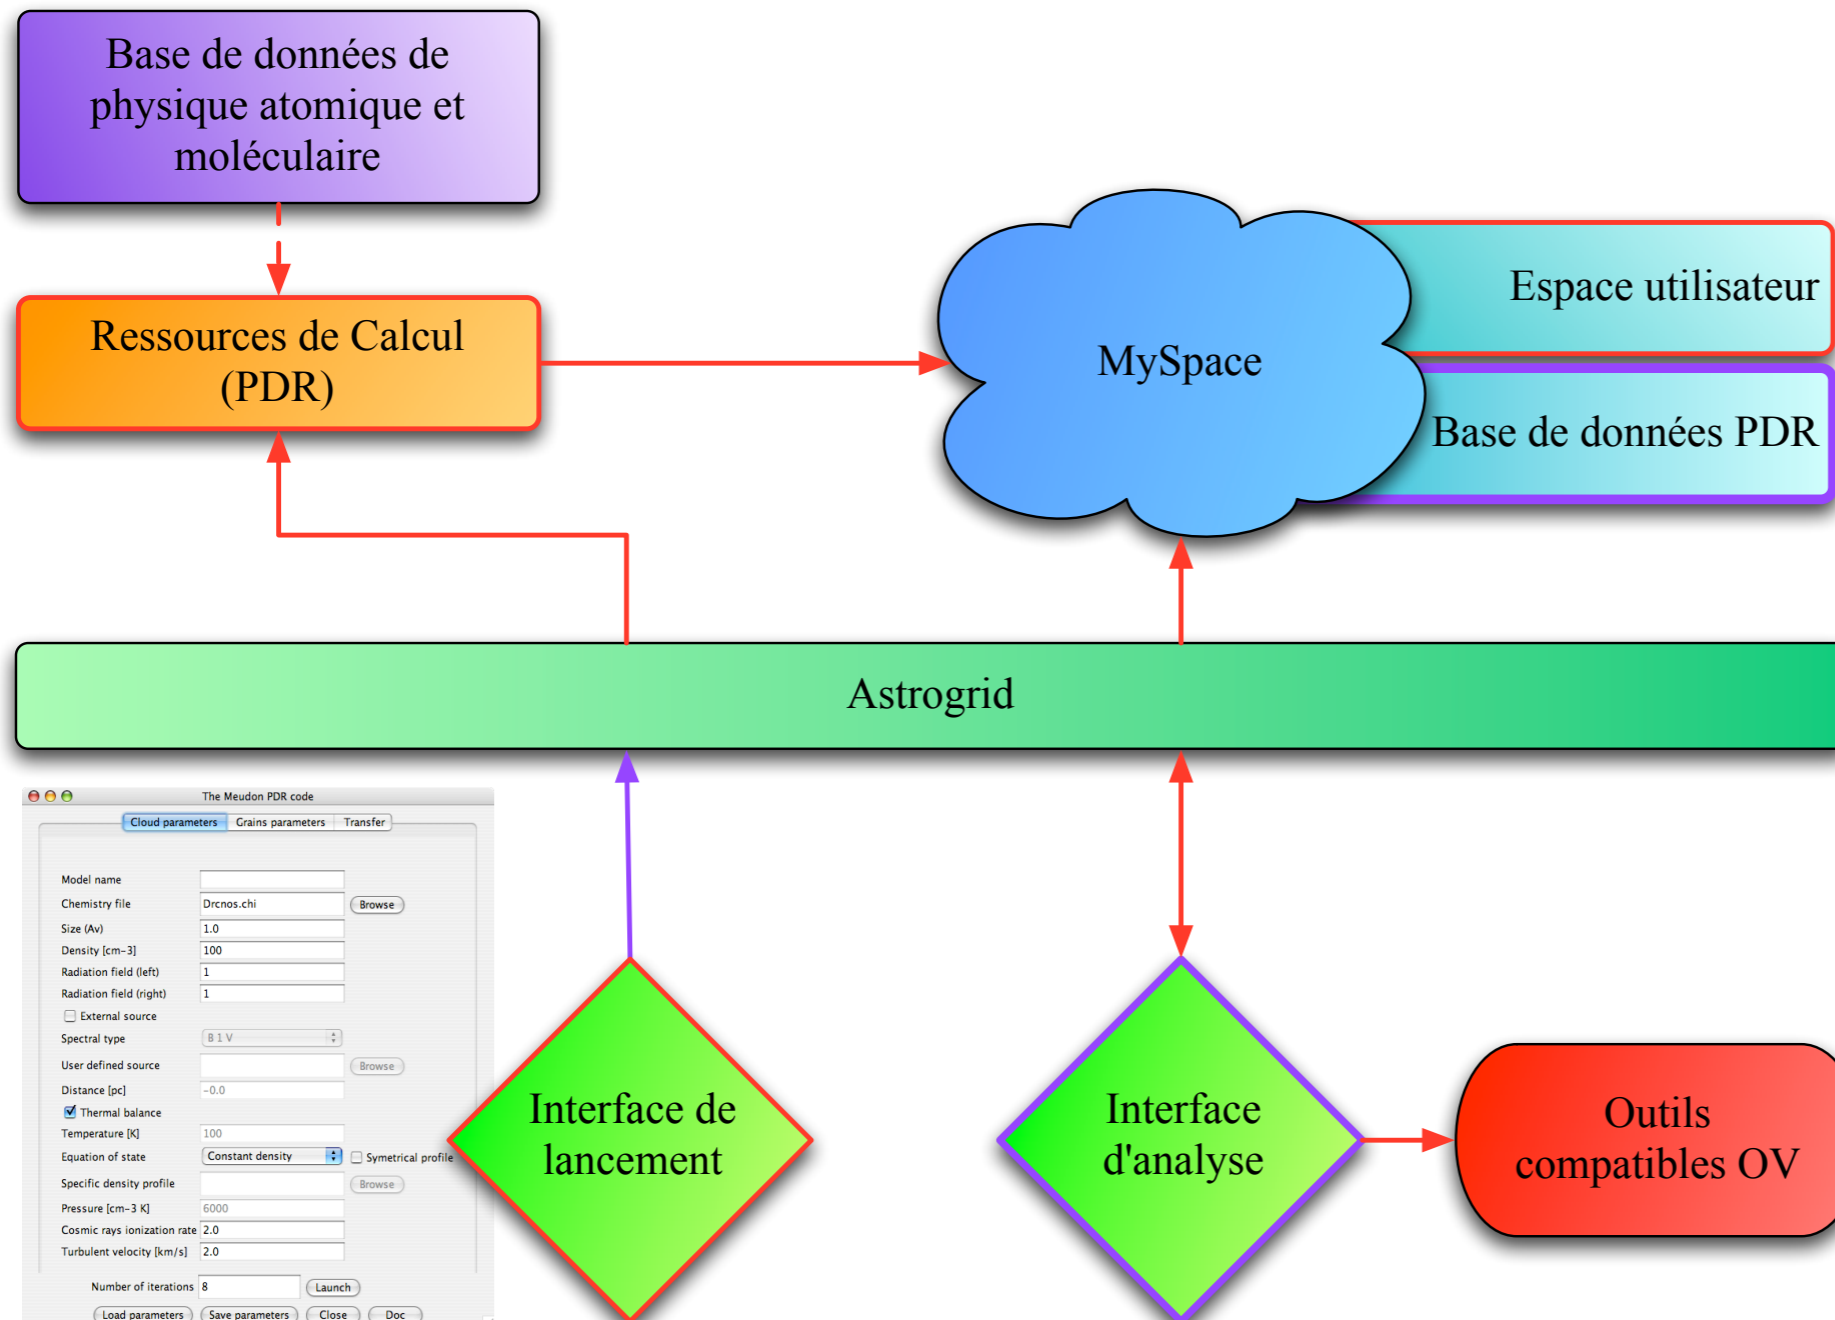 Base de données de
physique atomique et
moléculaire
Ressources de Calcul
(PDR)
MySpace
Espace utilisateur
Base de données PDR
Astrogrid
The Meudon PDR code
Cloud parameters Grains parameters Transfer
Model name
Chemistry file Drcnos.chi Browse
Size (Av) 1.0
Density [cm-3] 100
Radiation field (left) 1
Radiation field (right) 1
External source
Spectral type B 1 V
User defined source Browse
Distance [pc] -0.0
Thermal balance
Temperature [K] 100
Equation of state Constant density Symetrical profile
Specific density profile Browse
Pressure [cm-3 K] 6000
Cosmic rays ionization rate 2.0
Turbulent velocity [km/s] 2.0
Number of iterations 8 Launch
Load parameters Save parameters Close Doc
Interface de
lancement
Interface
d'analyse
Outils
compatibles OV